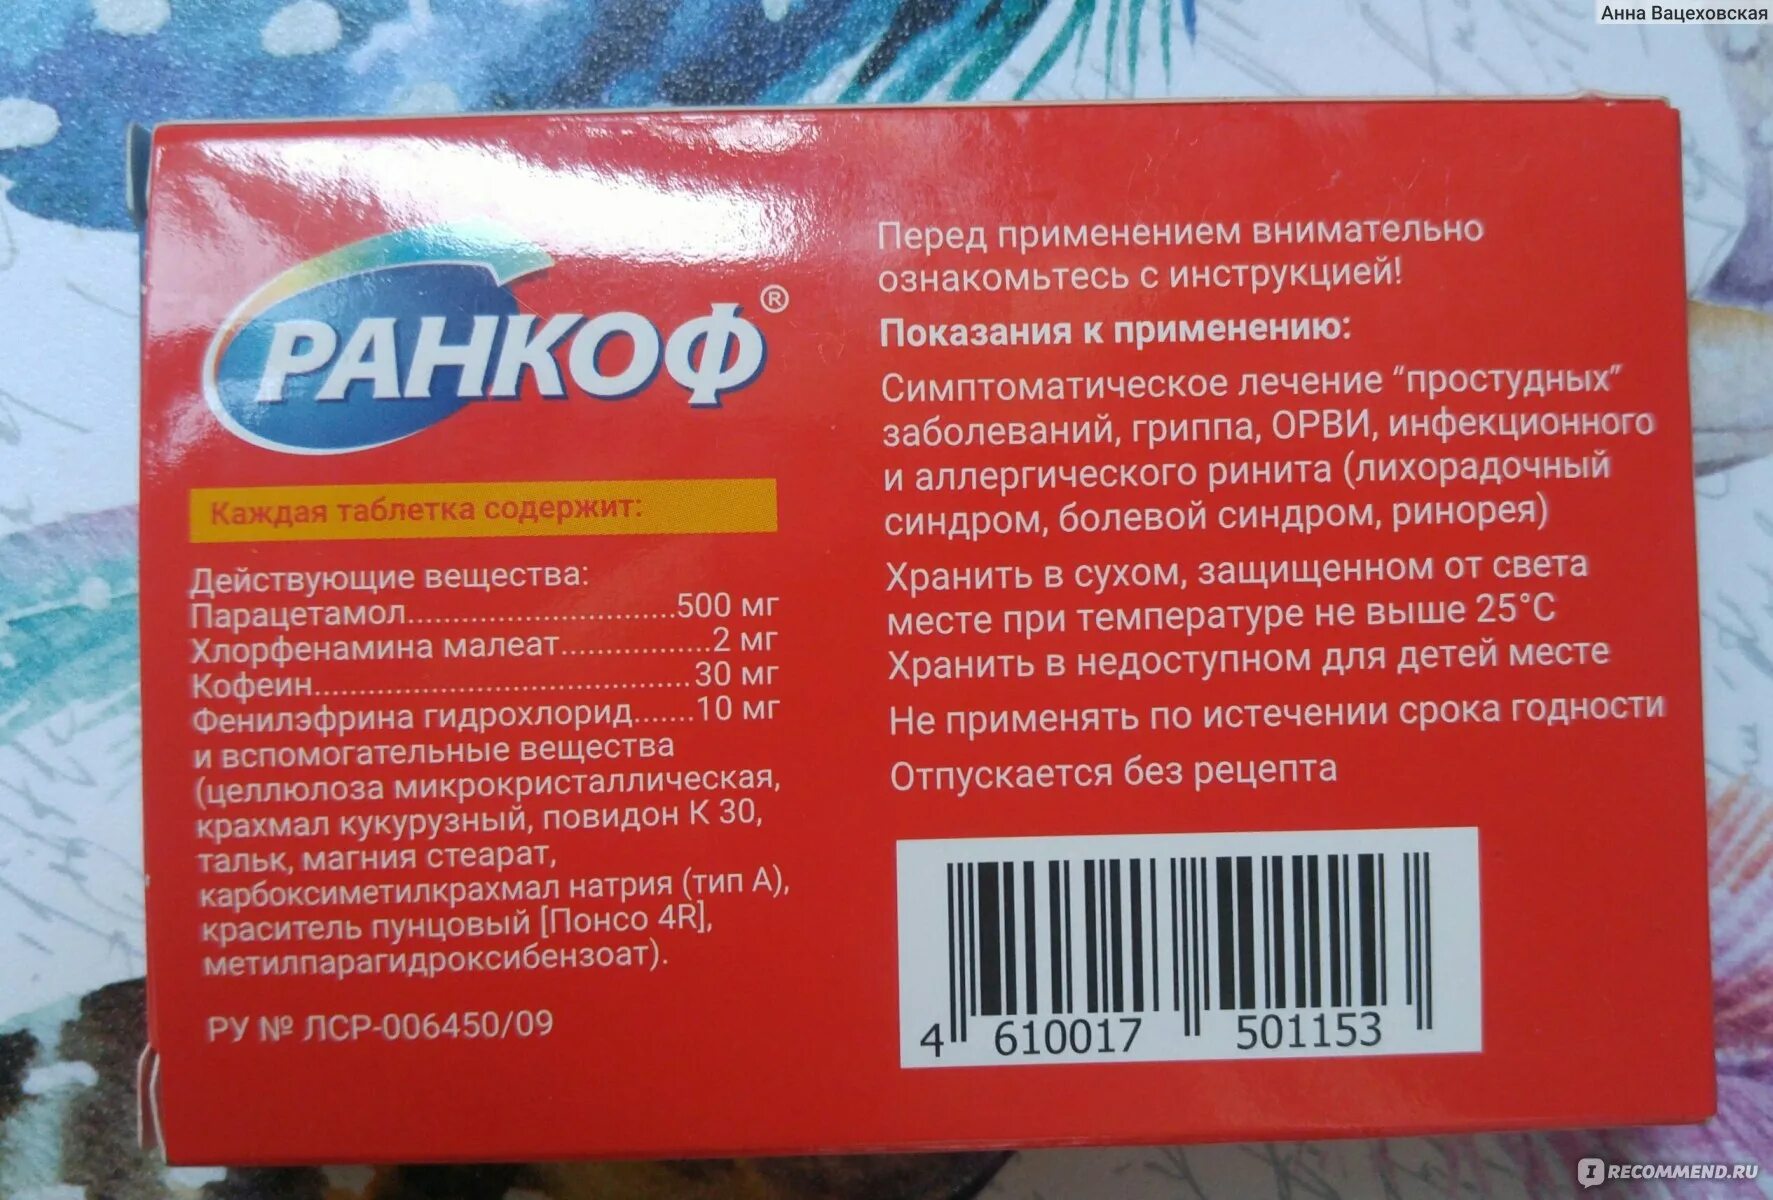 Анна Вацеховская
РАНКОФ®
Каждая таблетка содержит:
Действующие вещества:
Парацетамол........................500 мг
Хлорфенамина малеат.................2 мг
Кофеин......................................30 мг
Фенилэфрина гидрохлорид.......10 мг
и вспомогательные вещества
(целлюлоза микрокристаллическая,
крахмал кукурузный, повидон К 30,
тальк, магния стеарат,
карбоксиметилкрахмал натрия (тип А),
краситель пунцовый [Понсо 4R],
метилпарагидроксибензоат).
РУ № ЛСР-006450/09
Перед применением внимательно
ознакомьтесь с инструкцией!
Показания к применению:
Симптоматическое лечение “простудных”
заболеваний, гриппа, ОРВИ, инфекционного
и аллергического ринита (лихорадочный
синдром, болевой синдром, ринорея)
Хранить в сухом, защищенном от света
месте при температуре не выше 25°C
Хранить в недоступном для детей месте
Не применять по истечении срока годности
Отпускается без рецепта
4 610017 501153
IRECOMMEND.RU